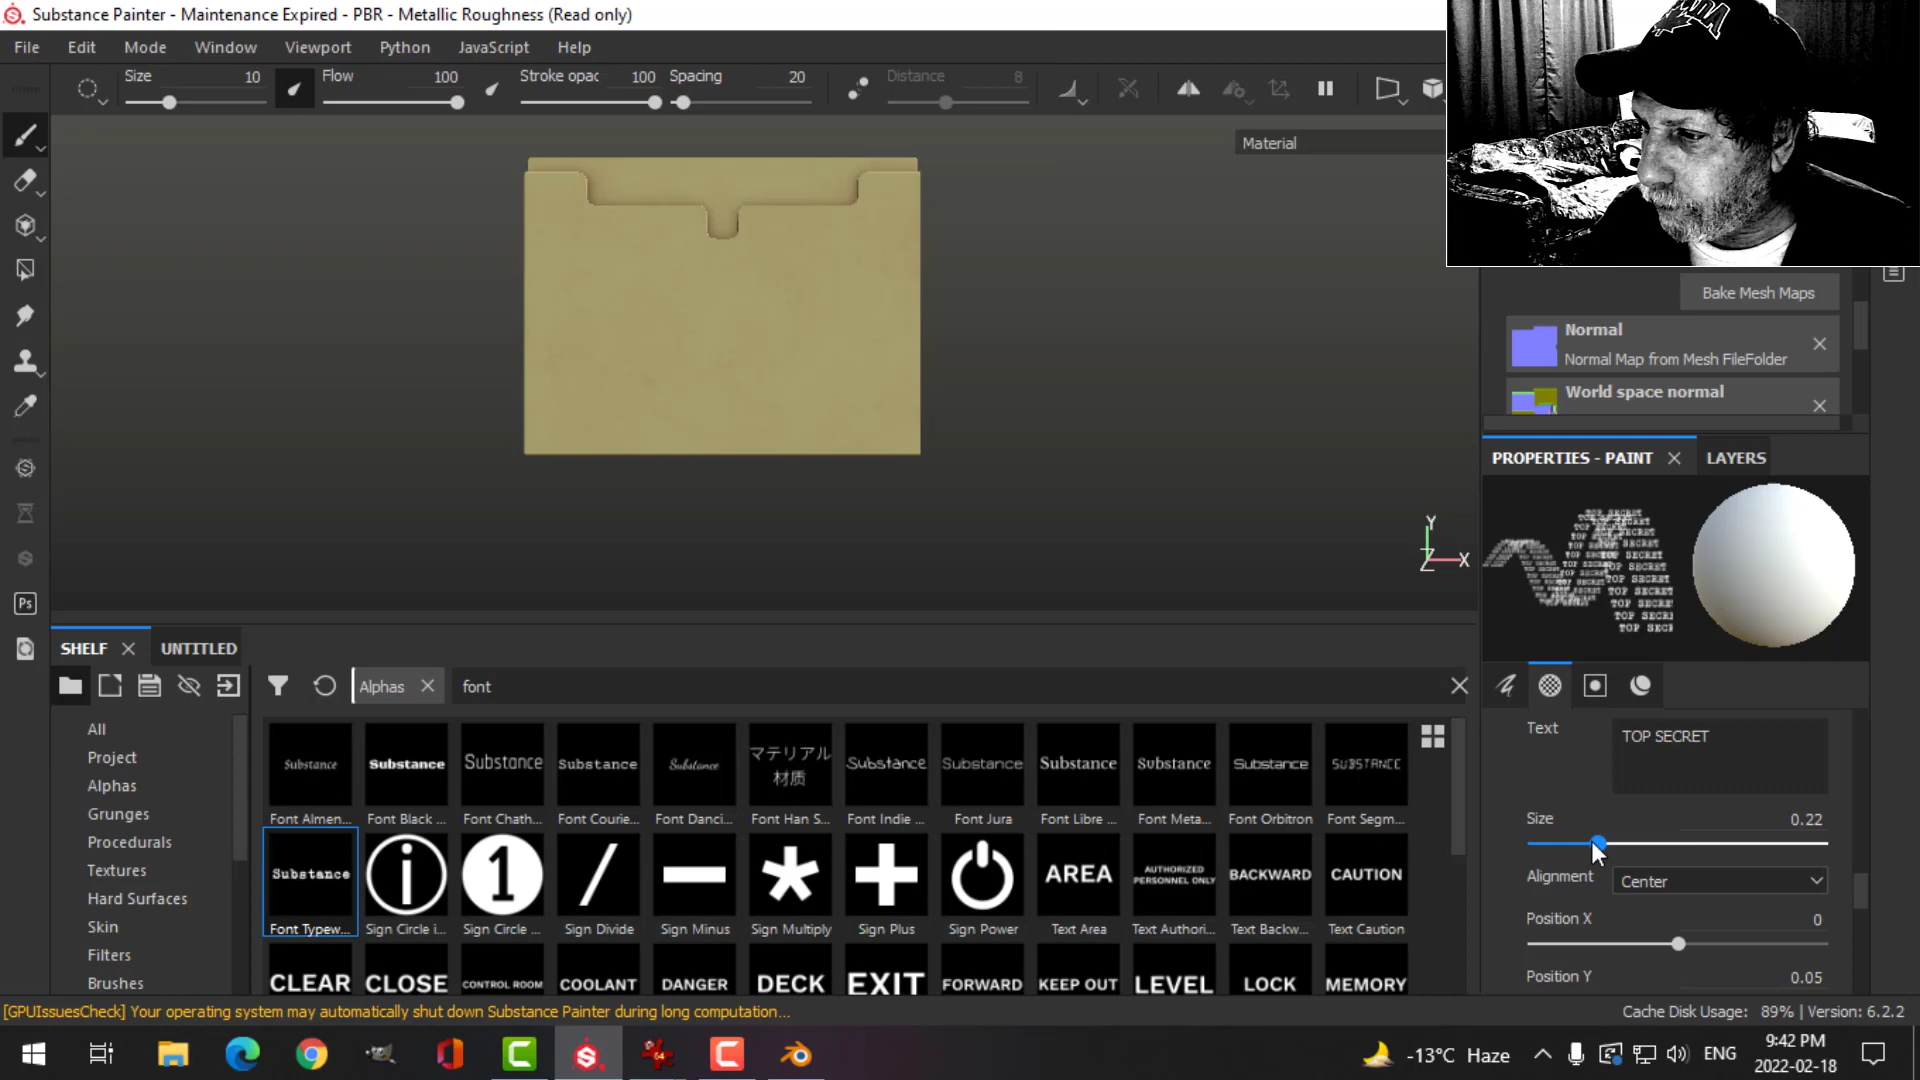 Substance Painter - Maintenance Expired - PBR - Metallic Roughness (Read only)
File Edit Mode Window Viewport Python JavaScript Help
Size 10 Flow 100 Stroke opac 100 Spacing 20 Distance 8
Material
Bake Mesh Maps
Normal
Normal Map from Mesh FileFolder
World space normal
PROPERTIES - PAINT LAYERS
TOP SECRET
Y
Z X
SHELF UNTITLED
Alphas font
Text TOP SECRET
Size 0.22
Alignment Center
Position X 0
Position Y 0.05
All
Project
Alphas
Grunges
Procedurals
Textures
Hard Surfaces
Skin
Filters
Brushes
Substance Substance Substance Substance Substance マテリアル Substance Substance Substance Substance Substance SUBSTANCE
材质
Font Almen... Font Black ... Font Chath... Font Courie... Font Danci... Font Han S... Font Indie ... Font Jura Font Libre ... Font Meta... Font Orbitron Font Segm...
Substance i 1 / AREA AUTHORIZED PERSONNEL ONLY BACKWARD CAUTION
Font Typew... Sign Circle i... Sign Circle ... Sign Divide Sign Minus Sign Multiply Sign Plus Sign Power Text Area Text Authori... Text Backw... Text Caution
CLEAR CLOSE CONTROL ROOM COOLANT DANGER DECK EXIT FORWARD KEEP OUT LEVEL LOCK MEMORY
[GPUIssuesCheck] Your operating system may automatically shut down Substance Painter during long computation...
Cache Disk Usage: 89% | Version: 6.2.2
Ps
-13°C Haze ENG 9:42 PM
2022-02-18